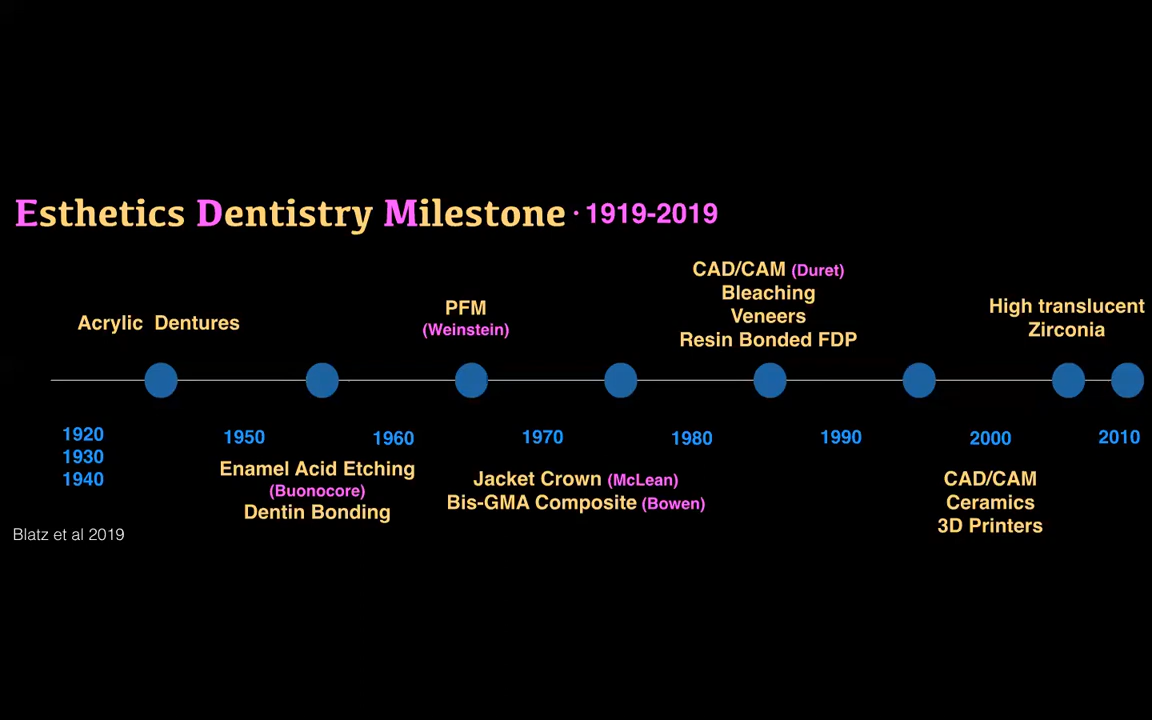 Esthetics Dentistry Milestone · 1919-2019
CAD/CAM (Duret)
Bleaching
Veneers
Resin Bonded FDP
High translucent
Zirconia
PFM
(Weinstein)
Acrylic Dentures
1920
1930
1940
1950
1960
1970
1980
1990
2000
2010
Enamel Acid Etching
(Buonocore)
Dentin Bonding
Jacket Crown (McLean)
Bis-GMA Composite (Bowen)
CAD/CAM
Ceramics
3D Printers
Blatz et al 2019